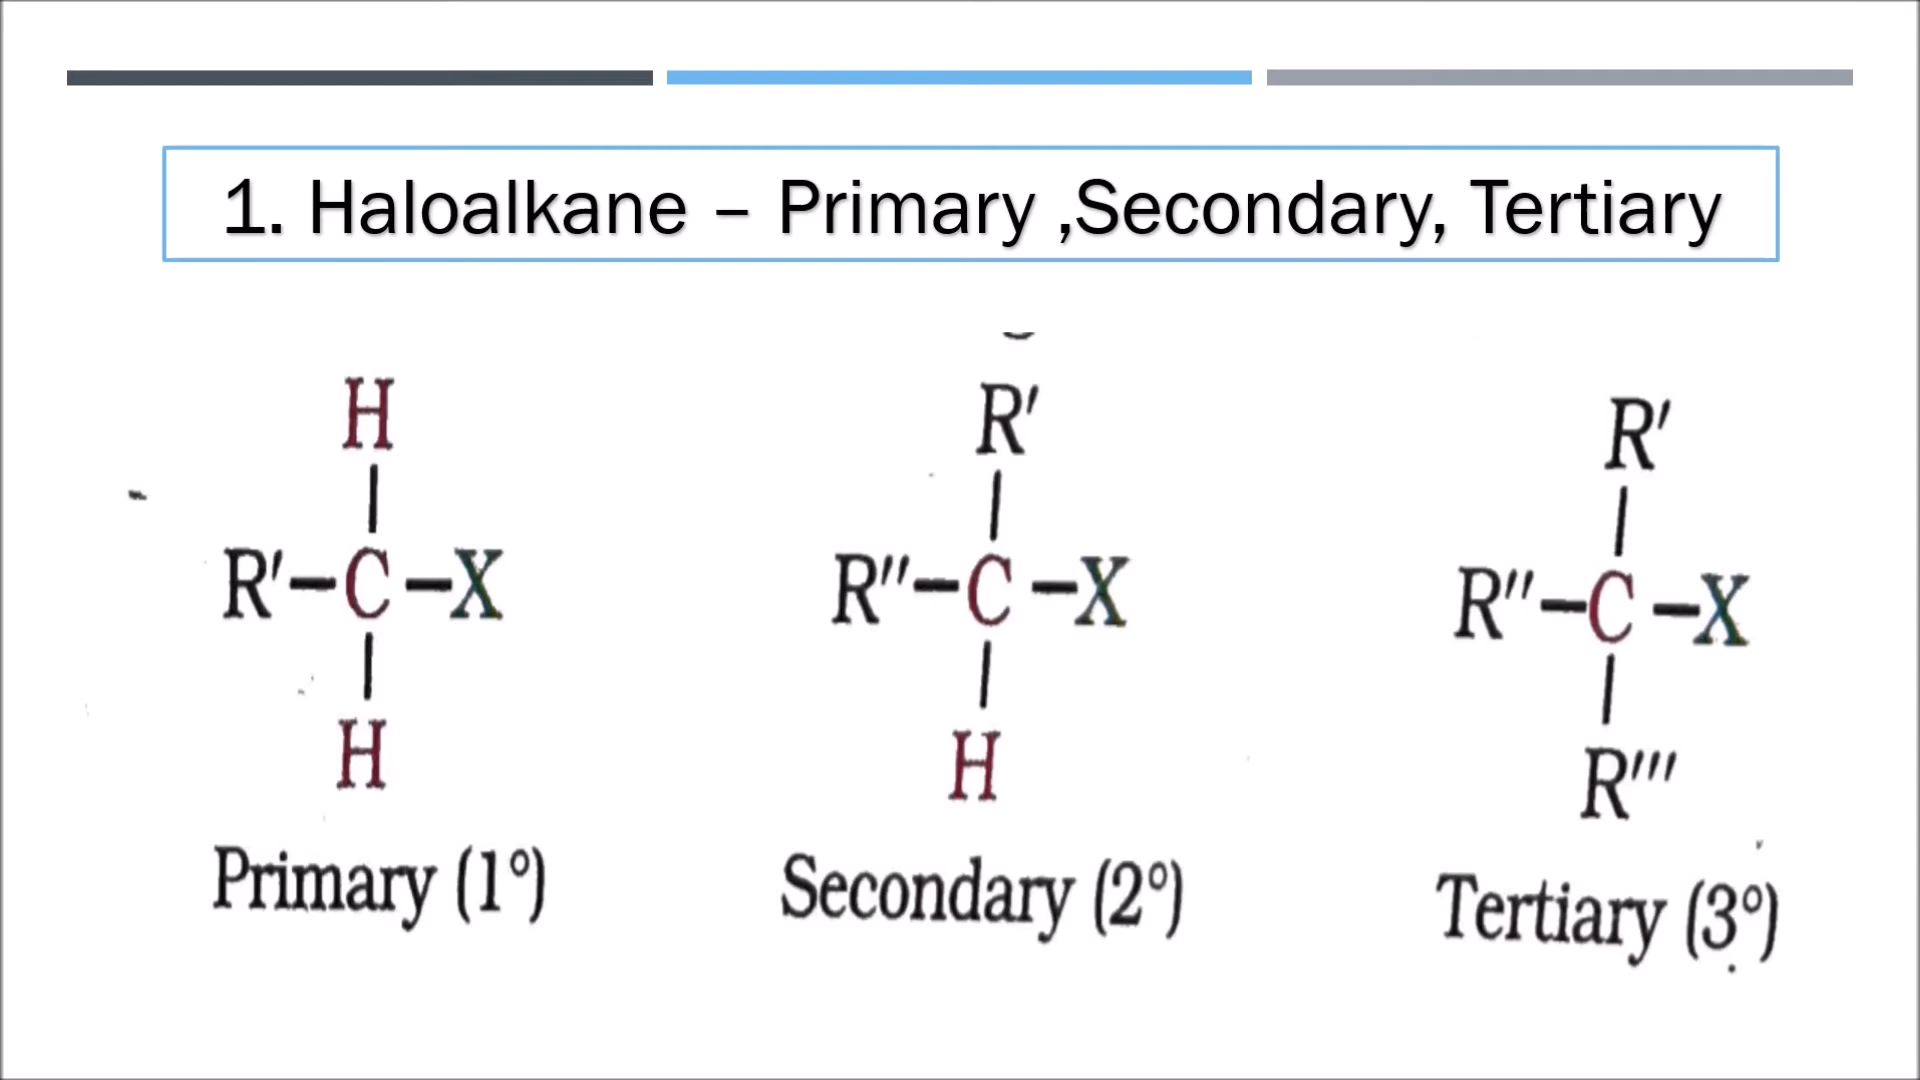 1. Haloalkane – Primary ,Secondary, Tertiary
H
R′–C–X
H
Primary (1°)
R′
R″–C–X
H
Secondary (2°)
R′
R″–C–X
R‴
Tertiary (3°)